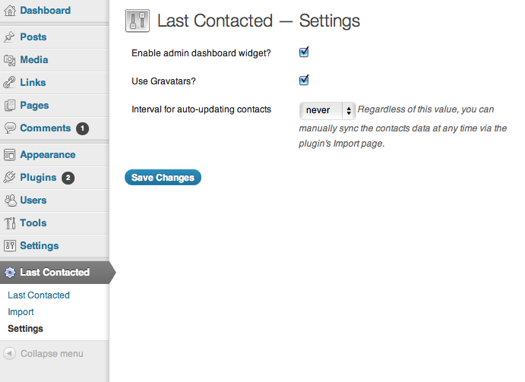 Dashboard
Posts
Media
Links
Pages
Comments 1
Appearance
Plugins 2
Users
Tools
Settings
Last Contacted
Last Contacted
Import
Settings
Collapse menu
Last Contacted — Settings
Enable admin dashboard widget?
Use Gravatars?
Interval for auto-updating contacts never Regardless of this value, you can
manually sync the contacts data at any time via the
plugin's Import page.
Save Changes